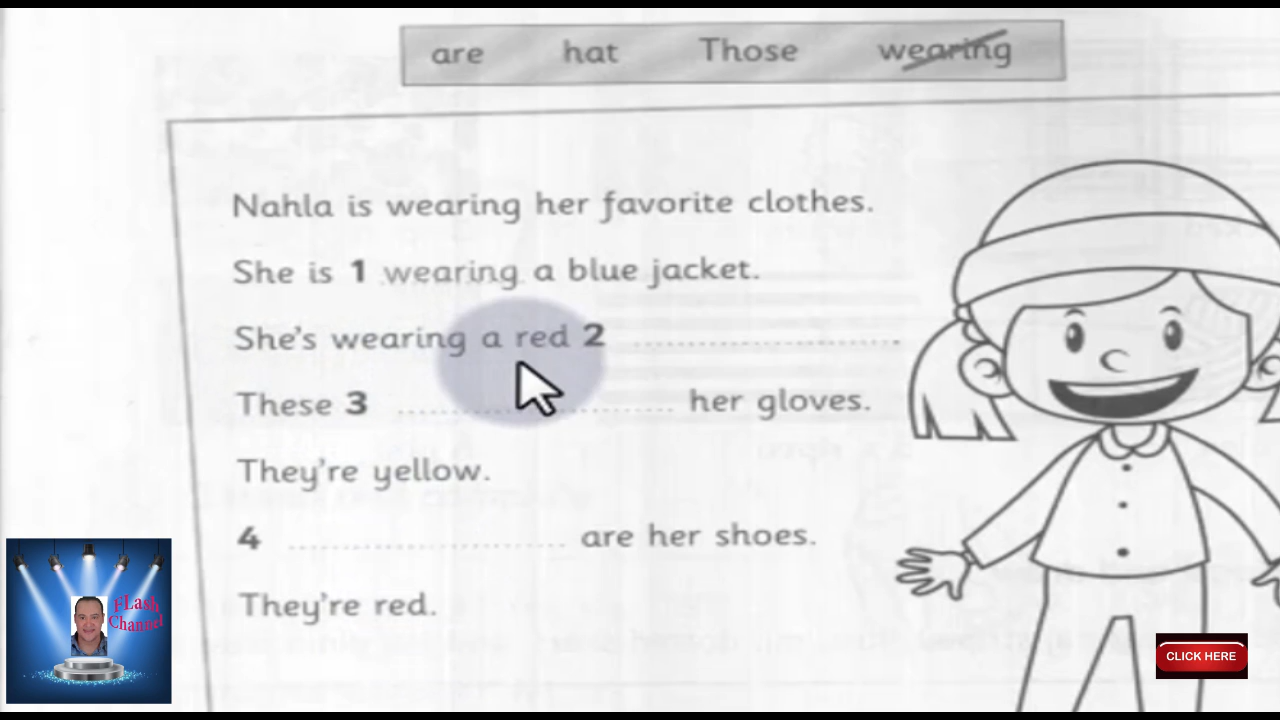 are hat Those wearing
Nahla is wearing her favorite clothes.
She is 1 wearing a blue jacket.
She's wearing a red 2 ..............................
These 3 .............................. her gloves.
They're yellow.
4 .............................. are her shoes.
They're red.
FLash
Channel
CLICK HERE